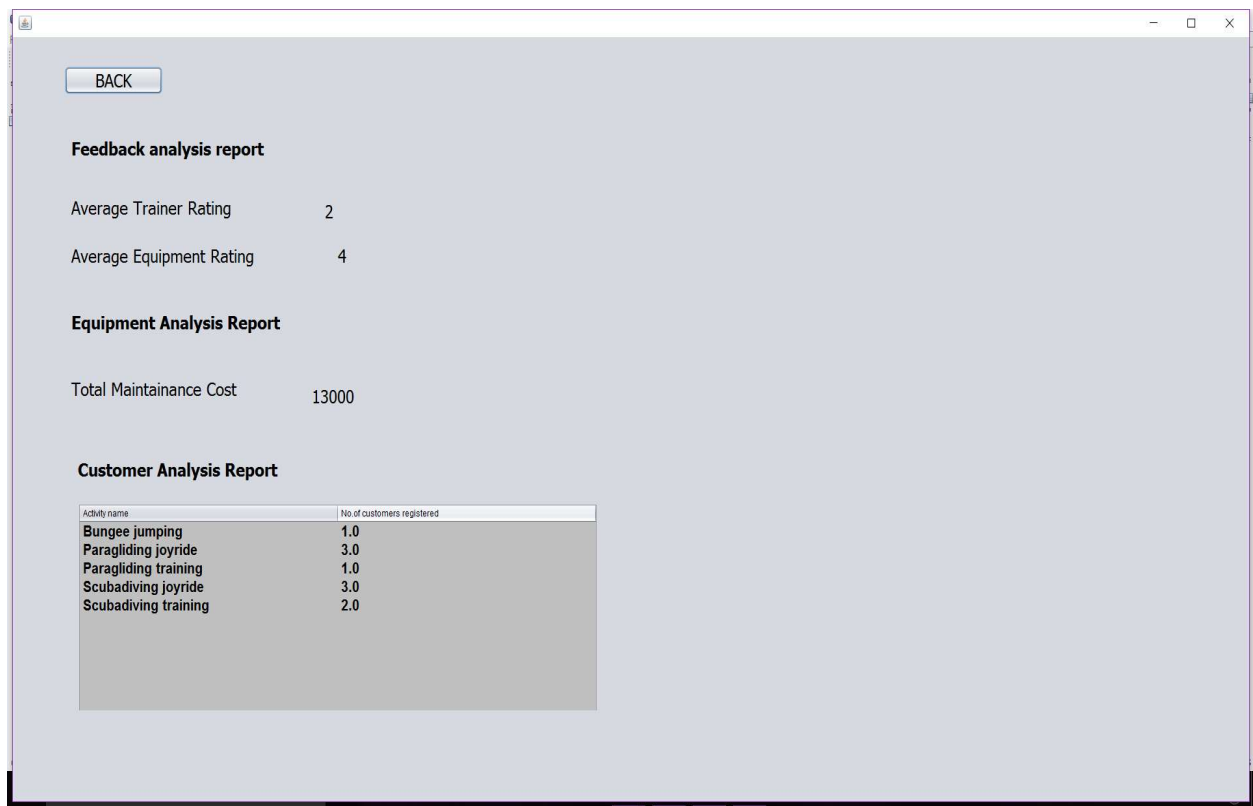 BACK
Feedback analysis report
Average Trainer Rating 2
Average Equipment Rating 4
Equipment Analysis Report
Total Maintainance Cost 13000
Customer Analysis Report
Activity name No.of customers registered
Bungee jumping 1.0
Paragliding joyride 3.0
Paragliding training 1.0
Scubadiving joyride 3.0
Scubadiving training 2.0